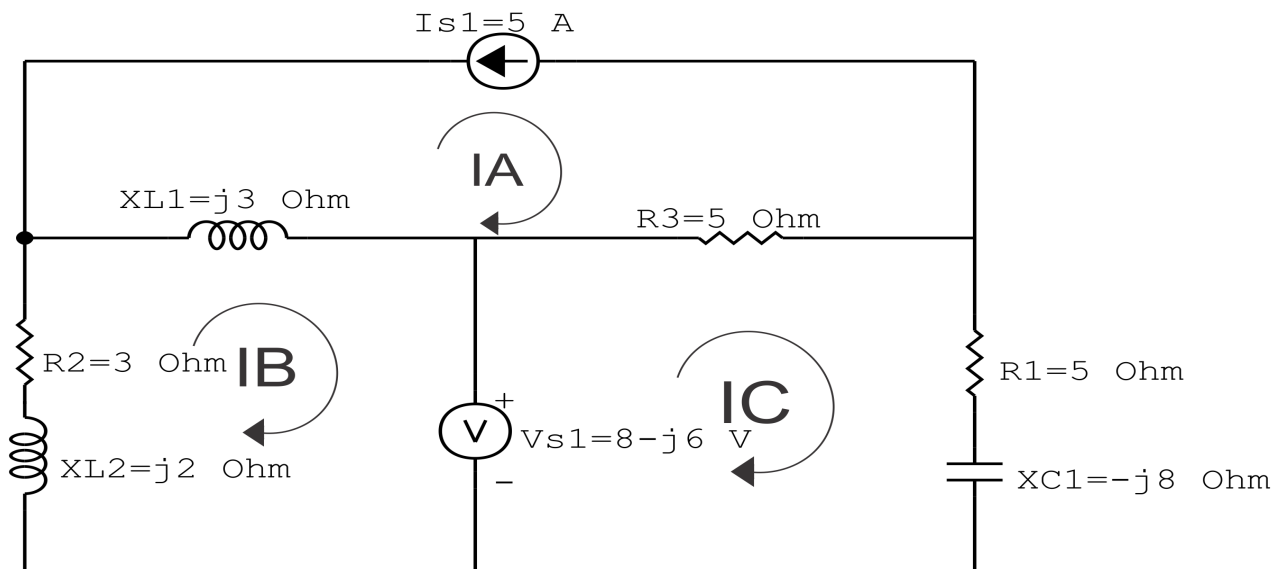 Is1=5 A
IA
XL1=j3 Ohm
R3=5 Ohm
R2=3 Ohm
IB
IC
R1=5 Ohm
+
V
Vs1=8-j6 V
-
XL2=j2 Ohm
XC1=-j8 Ohm